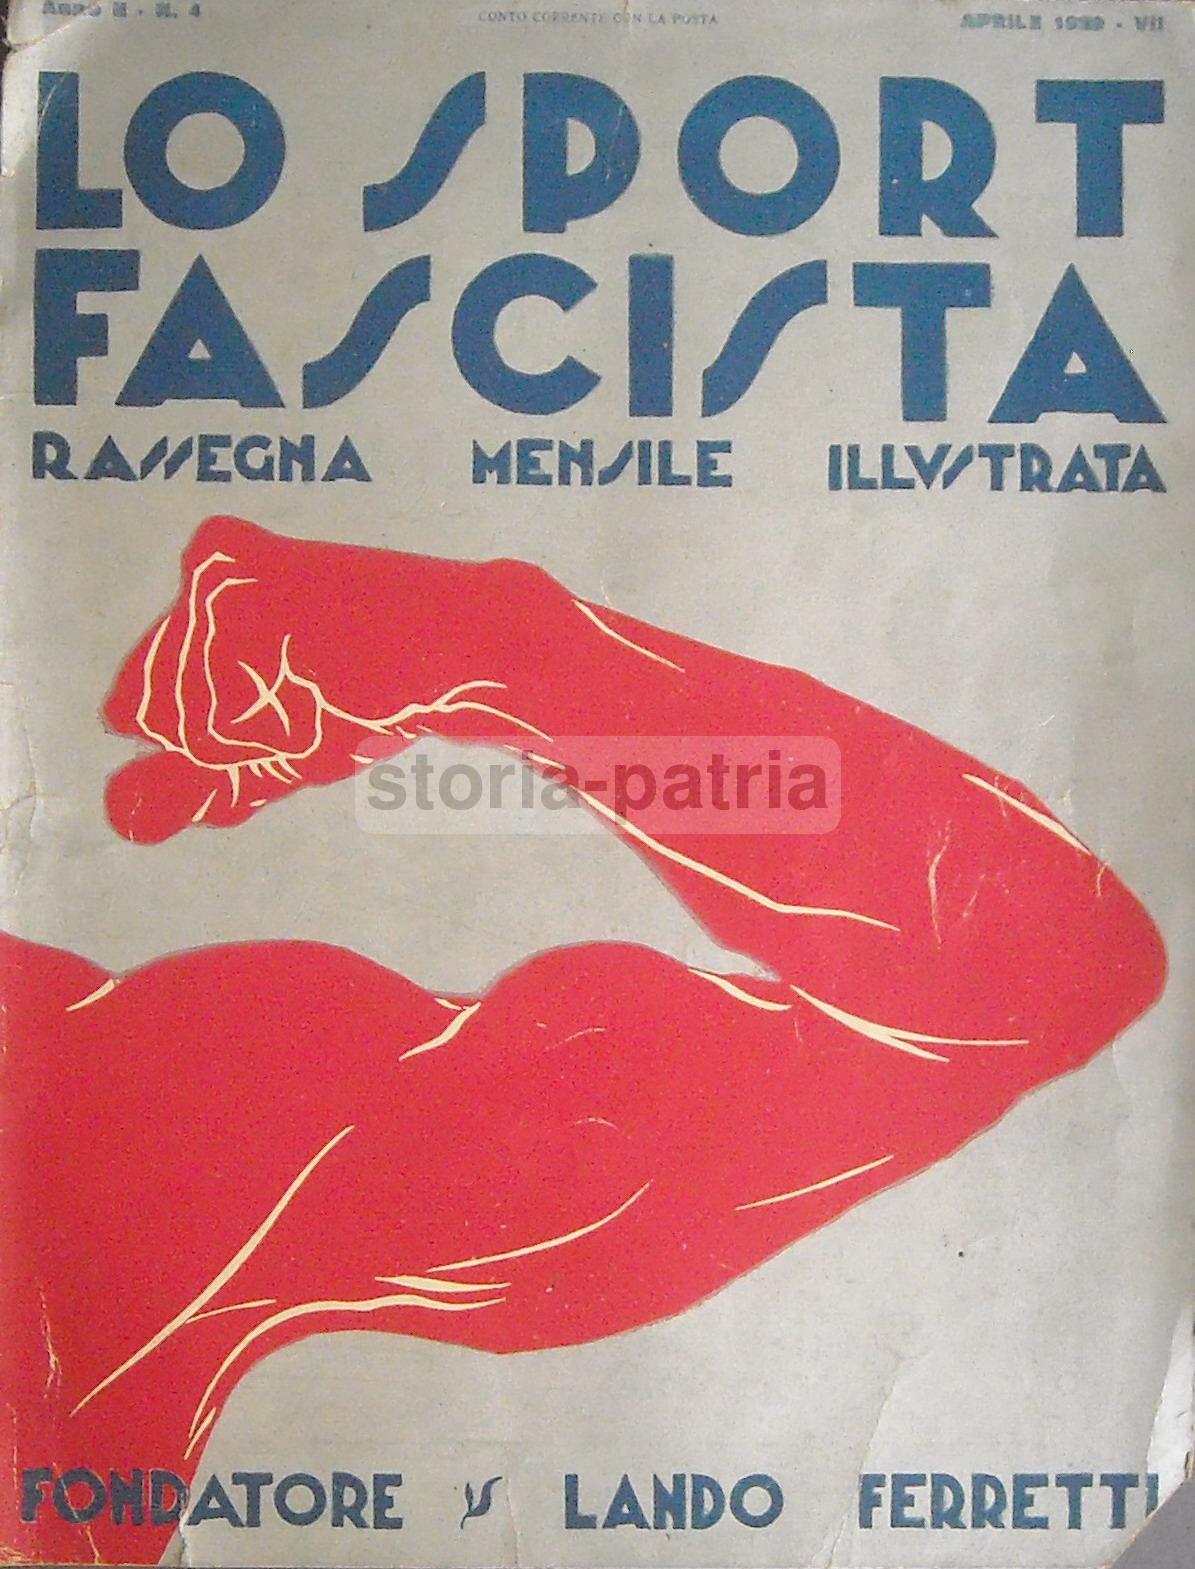 Anno II - N. 4
CONTO CORRENTE CON LA POSTA
APRILE 1929 - VII
LO SPORT
FASCISTA
RASSEGNA MENSILE ILLVSTRATA
storia-patria
FONDATORE LANDO FERRETTI